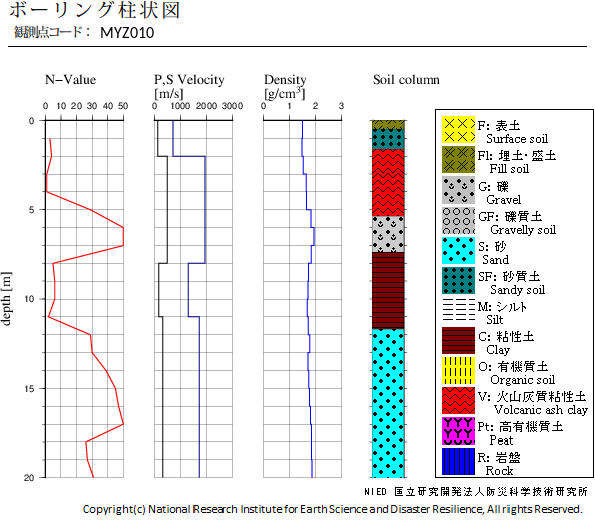 ボーリング柱状図
観測点コード： MYZ010
N−Value
P,S Velocity
[m/s]
Density
[g/cm³]
Soil column
0 10 20 30 40 50
0 1000 2000 3000
0 1 2 3
depth [m]
0
5
10
15
20
F: 表土
Surface soil
Fl: 埋土・盛土
Fill soil
G: 礫
Gravel
GF: 礫質土
Gravelly soil
S: 砂
Sand
SF: 砂質土
Sandy soil
M: シルト
Silt
C: 粘性土
Clay
O: 有機質土
Organic soil
V: 火山灰質粘性土
Volcanic ash clay
Pt: 高有機質土
Peat
R: 岩盤
Rock
NIED 国立研究開発法人防災科学技術研究所
Copyright(c) National Research Institute for Earth Science and Disaster Resilience, All rights Reserved.